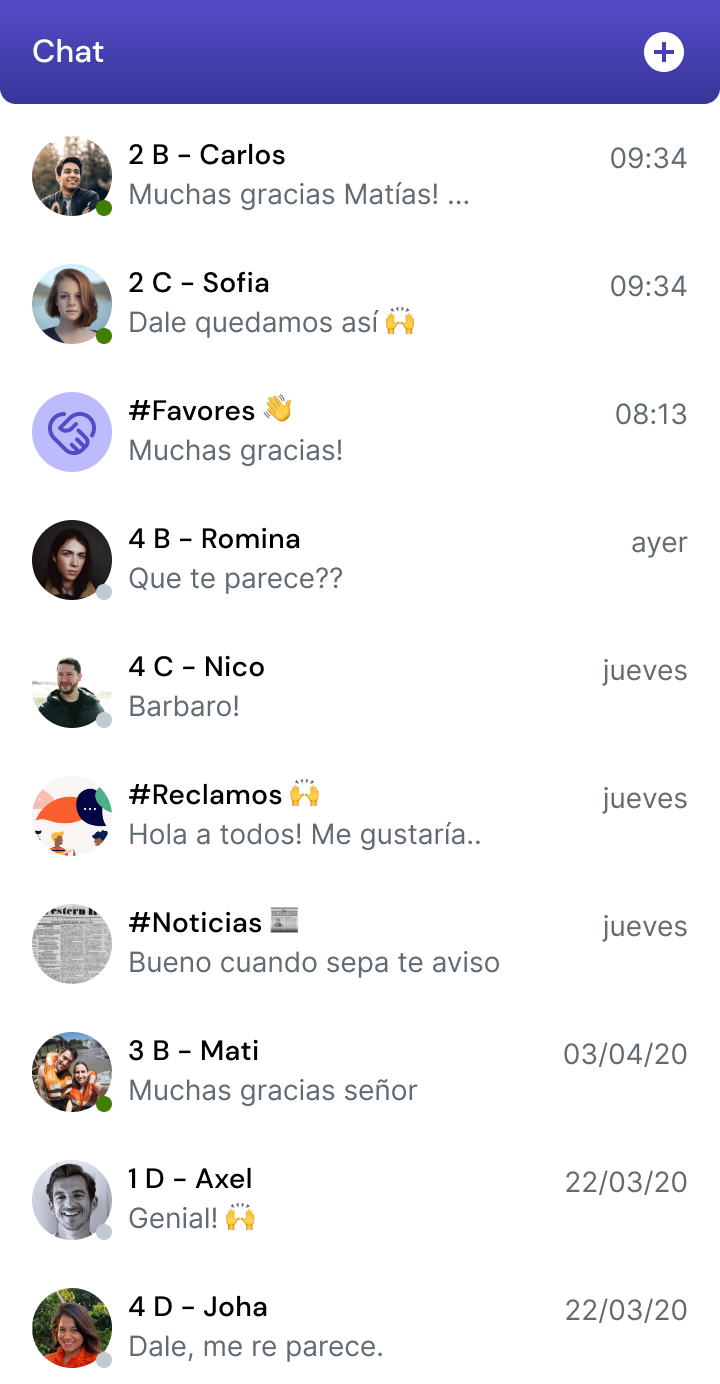 Chat
2 B - Carlos
09:34
Muchas gracias Matías! ...
2 C - Sofia
09:34
Dale quedamos así 🙌
#Favores 👋
08:13
Muchas gracias!
4 B - Romina
ayer
Que te parece??
4 C - Nico
jueves
Barbaro!
#Reclamos 🙌
jueves
Hola a todos! Me gustaría..
estern
#Noticias 📰
jueves
Bueno cuando sepa te aviso
3 B - Mati
03/04/20
Muchas gracias señor
1 D - Axel
22/03/20
Genial! 🙌
4 D - Joha
22/03/20
Dale, me re parece.